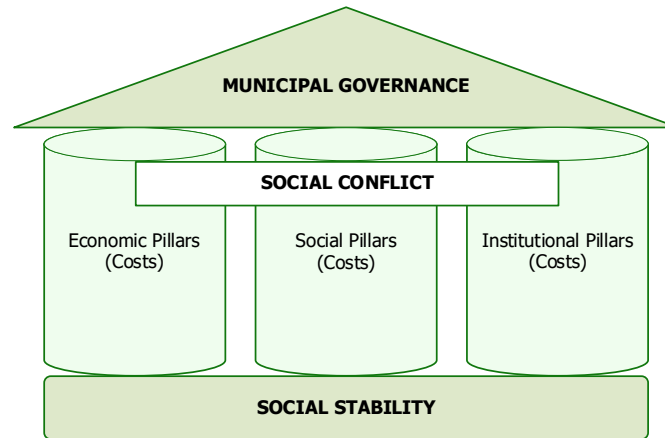 MUNICIPAL GOVERNANCE
SOCIAL CONFLICT
Economic Pillars
(Costs)
Social Pillars
(Costs)
Institutional Pillars
(Costs)
SOCIAL STABILITY